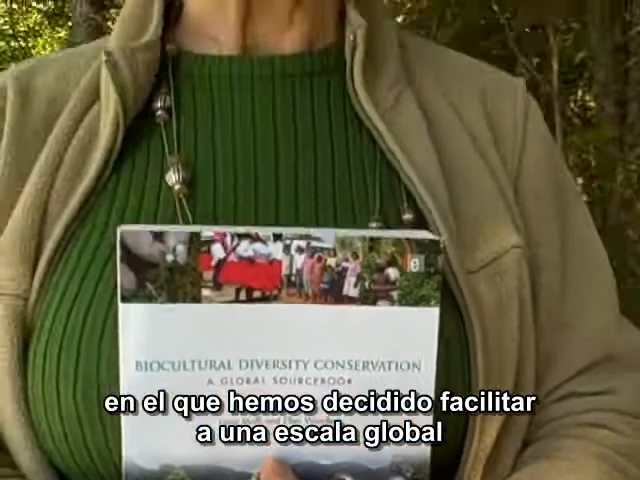 BIOCULTURAL DIVERSITY CONSERVATION
A GLOBAL SOURCEBOOK
en el que hemos decidido facilitar
a una escala global